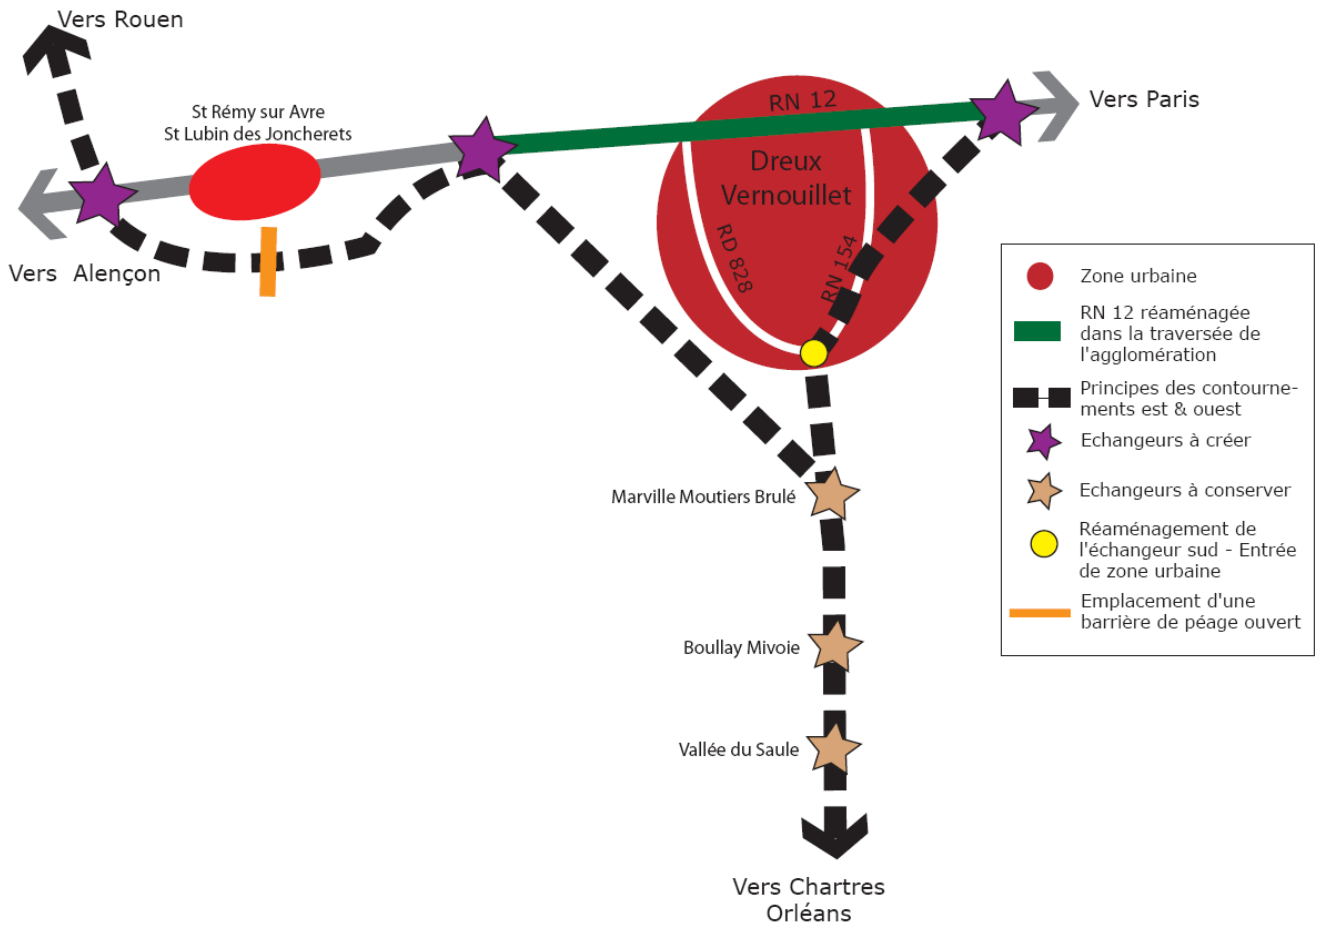 Vers Rouen
St Rémy sur Avre
St Lubin des Joncherets
RN 12
Vers Paris
Dreux
Vernouillet
RD 828
RN 154
Vers Alençon
Zone urbaine
RN 12 réaménagée
dans la traversée de
l'agglomération
Principes des contourne-
ments est & ouest
Echangeurs à créer
Echangeurs à conserver
Réaménagement de
l'échangeur sud - Entrée
de zone urbaine
Emplacement d'une
barrière de péage ouvert
Marville Moutiers Brulé
Boullay Mivoie
Vallée du Saule
Vers Chartres
Orléans